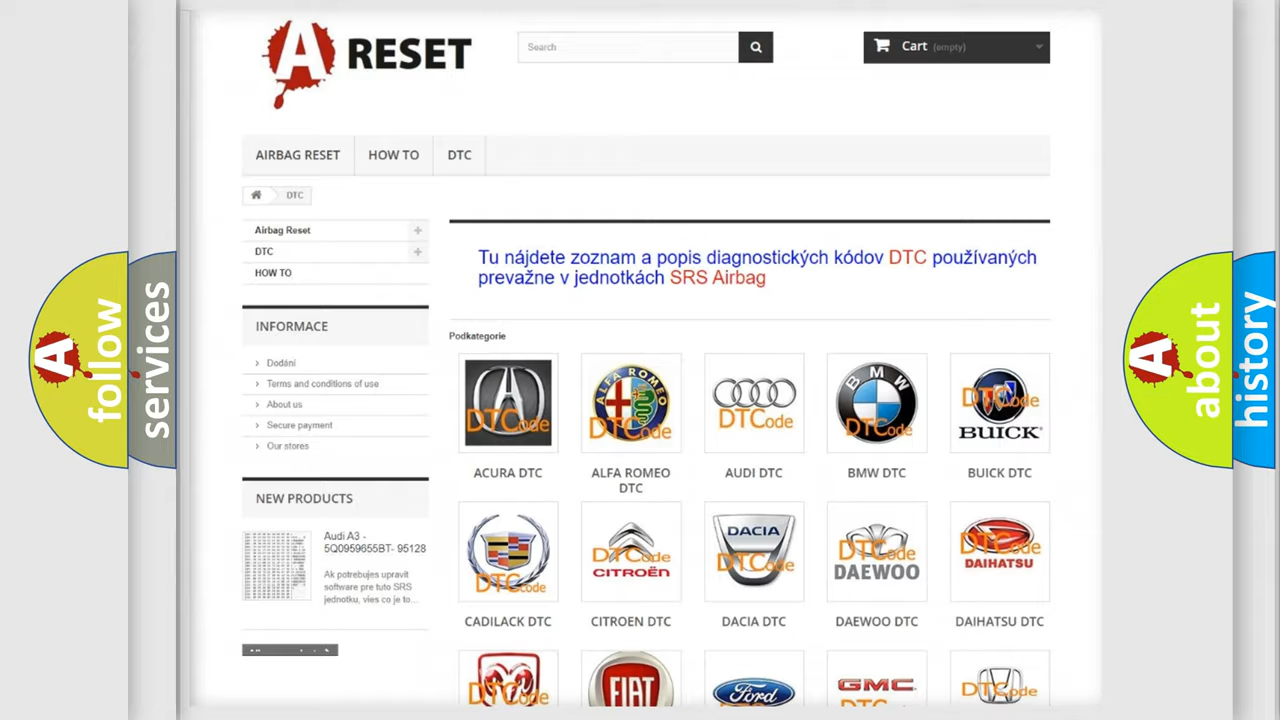 A RESET
Search
Cart (empty)
AIRBAG RESET
HOW TO
DTC
DTC
Airbag Reset
DTC
HOW TO
INFORMACE
Dodání
Terms and conditions of use
About us
Secure payment
Our stores
NEW PRODUCTS
Audi A3 -
5Q0959655BT- 95128
Ak potrebujes upravit
software pre tuto SRS
jednotku, vies co je to...
Tu nájdete zoznam a popis diagnostických kódov DTC používaných
prevažne v jednotkách SRS Airbag
Podkategorie
DTCode
ALFA ROMEO
DTCode
DTCode
BMW
DTCode
DTCode
BUICK
ACURA DTC
ALFA ROMEO
DTC
AUDI DTC
BMW DTC
BUICK DTC
DTCode
DTCode
CITROËN
DACIA
DTCode
DTCode
DAEWOO
DTCode
DAIHATSU
CADILACK DTC
CITROEN DTC
DACIA DTC
DAEWOO DTC
DAIHATSU DTC
DTCode
FIAT
Ford
GMC
DTCode
A follow
services
A about
history